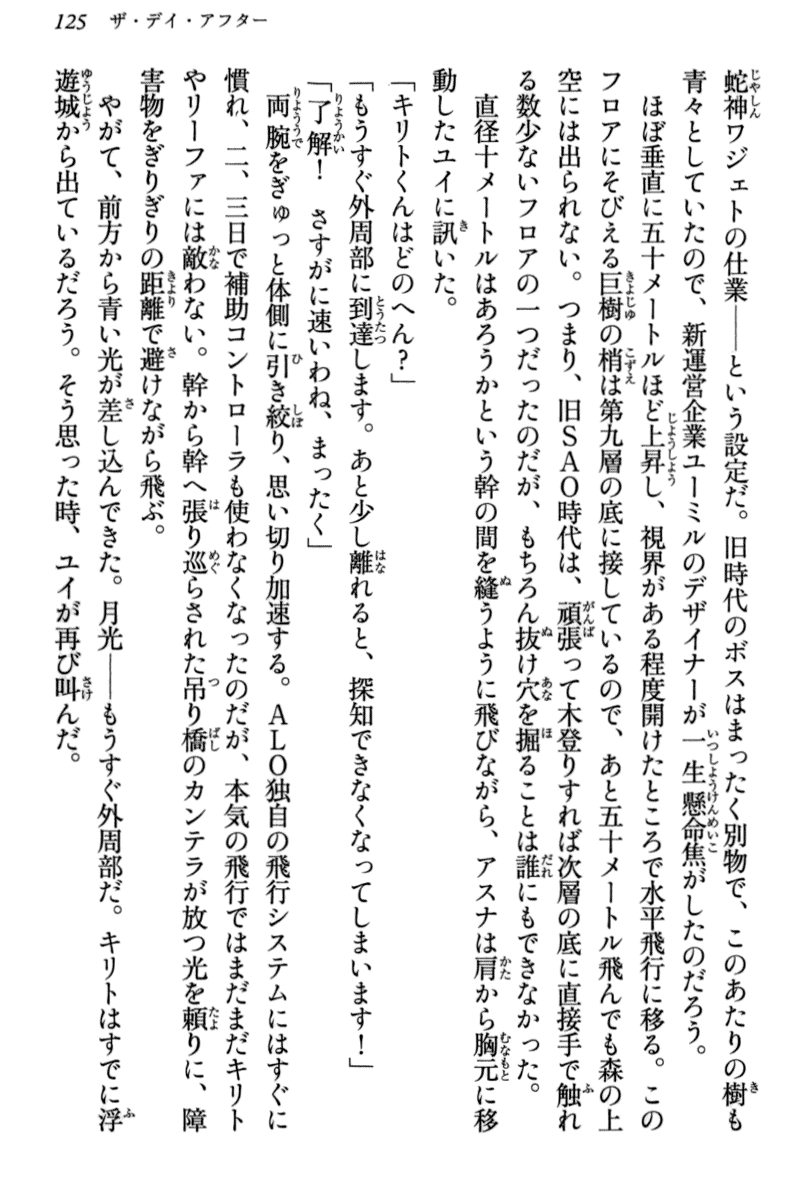 125 ザ・デイ・アフター
蛇神ワジェトの仕業――という設定だ。旧時代のボスはまったく別物で、このあたりの樹も
青々としていたので、新運営企業ユーミルのデザイナーが一生懸命焦がしたのだろう。
ほぼ垂直に五十メートルほど上昇し、視界がある程度開けたところで水平飛行に移る。この
フロアにそびえる巨樹の梢は第九層の底に接しているので、あと五十メートル飛んでも森の上
空には出られない。つまり、旧SAO時代は、頑張って木登りすれば次層の底に直接手で触れ
る数少ないフロアの一つだったのだが、もちろん抜け穴を掘ることは誰にもできなかった。
直径十メートルはあろうかという幹の間を縫うように飛びながら、アスナは肩から胸元に移
動したユイに訊いた。
「キリトくんはどのへん?」
「もうすぐ外周部に到達します。あと少し離れると、探知できなくなってしまいます!」
「了解! さすがに速いわね、まったく」
両腕をぎゅっと体側に引き絞り、思い切り加速する。ALO独自の飛行システムにはすぐに
慣れ、二、三日で補助コントローラも使わなくなったのだが、本気の飛行ではまだまだキリト
やリーファには敵わない。幹から幹へ張り巡らされた吊り橋のカンテラが放つ光を頼りに、障
害物をぎりぎりの距離で避けながら飛ぶ。
やがて、前方から青い光が差し込んできた。月光――もうすぐ外周部だ。キリトはすでに浮
遊城から出ているだろう。そう思った時、ユイが再び叫んだ。